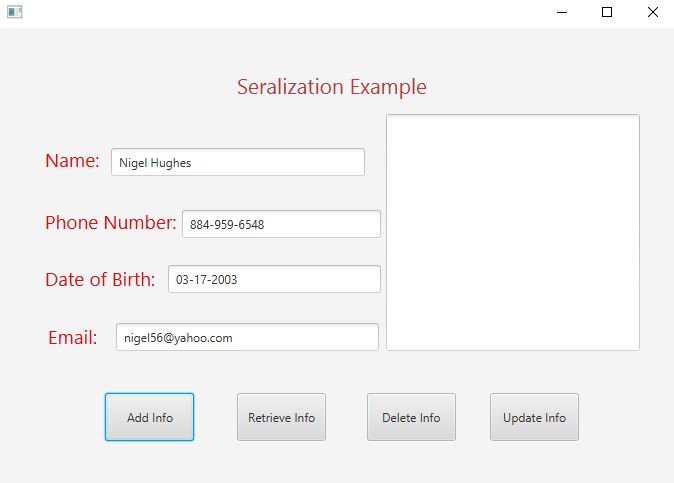 Seralization Example
Name: Nigel Hughes
Phone Number: 884-959-6548
Date of Birth: 03-17-2003
Email: nigel56@yahoo.com
Add Info Retrieve Info Delete Info Update Info